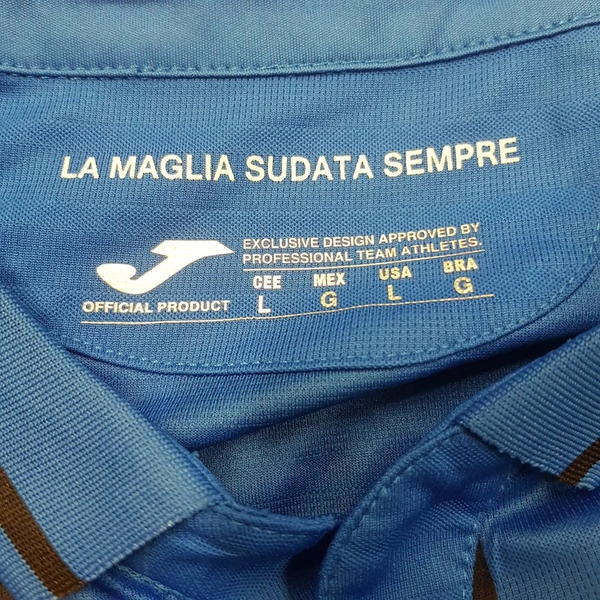 LA MAGLIA SUDATA SEMPRE
EXCLUSIVE DESIGN APPROVED BY
PROFESSIONAL TEAM ATHLETES.
CEE MEX USA BRA
L G L G
OFFICIAL PRODUCT